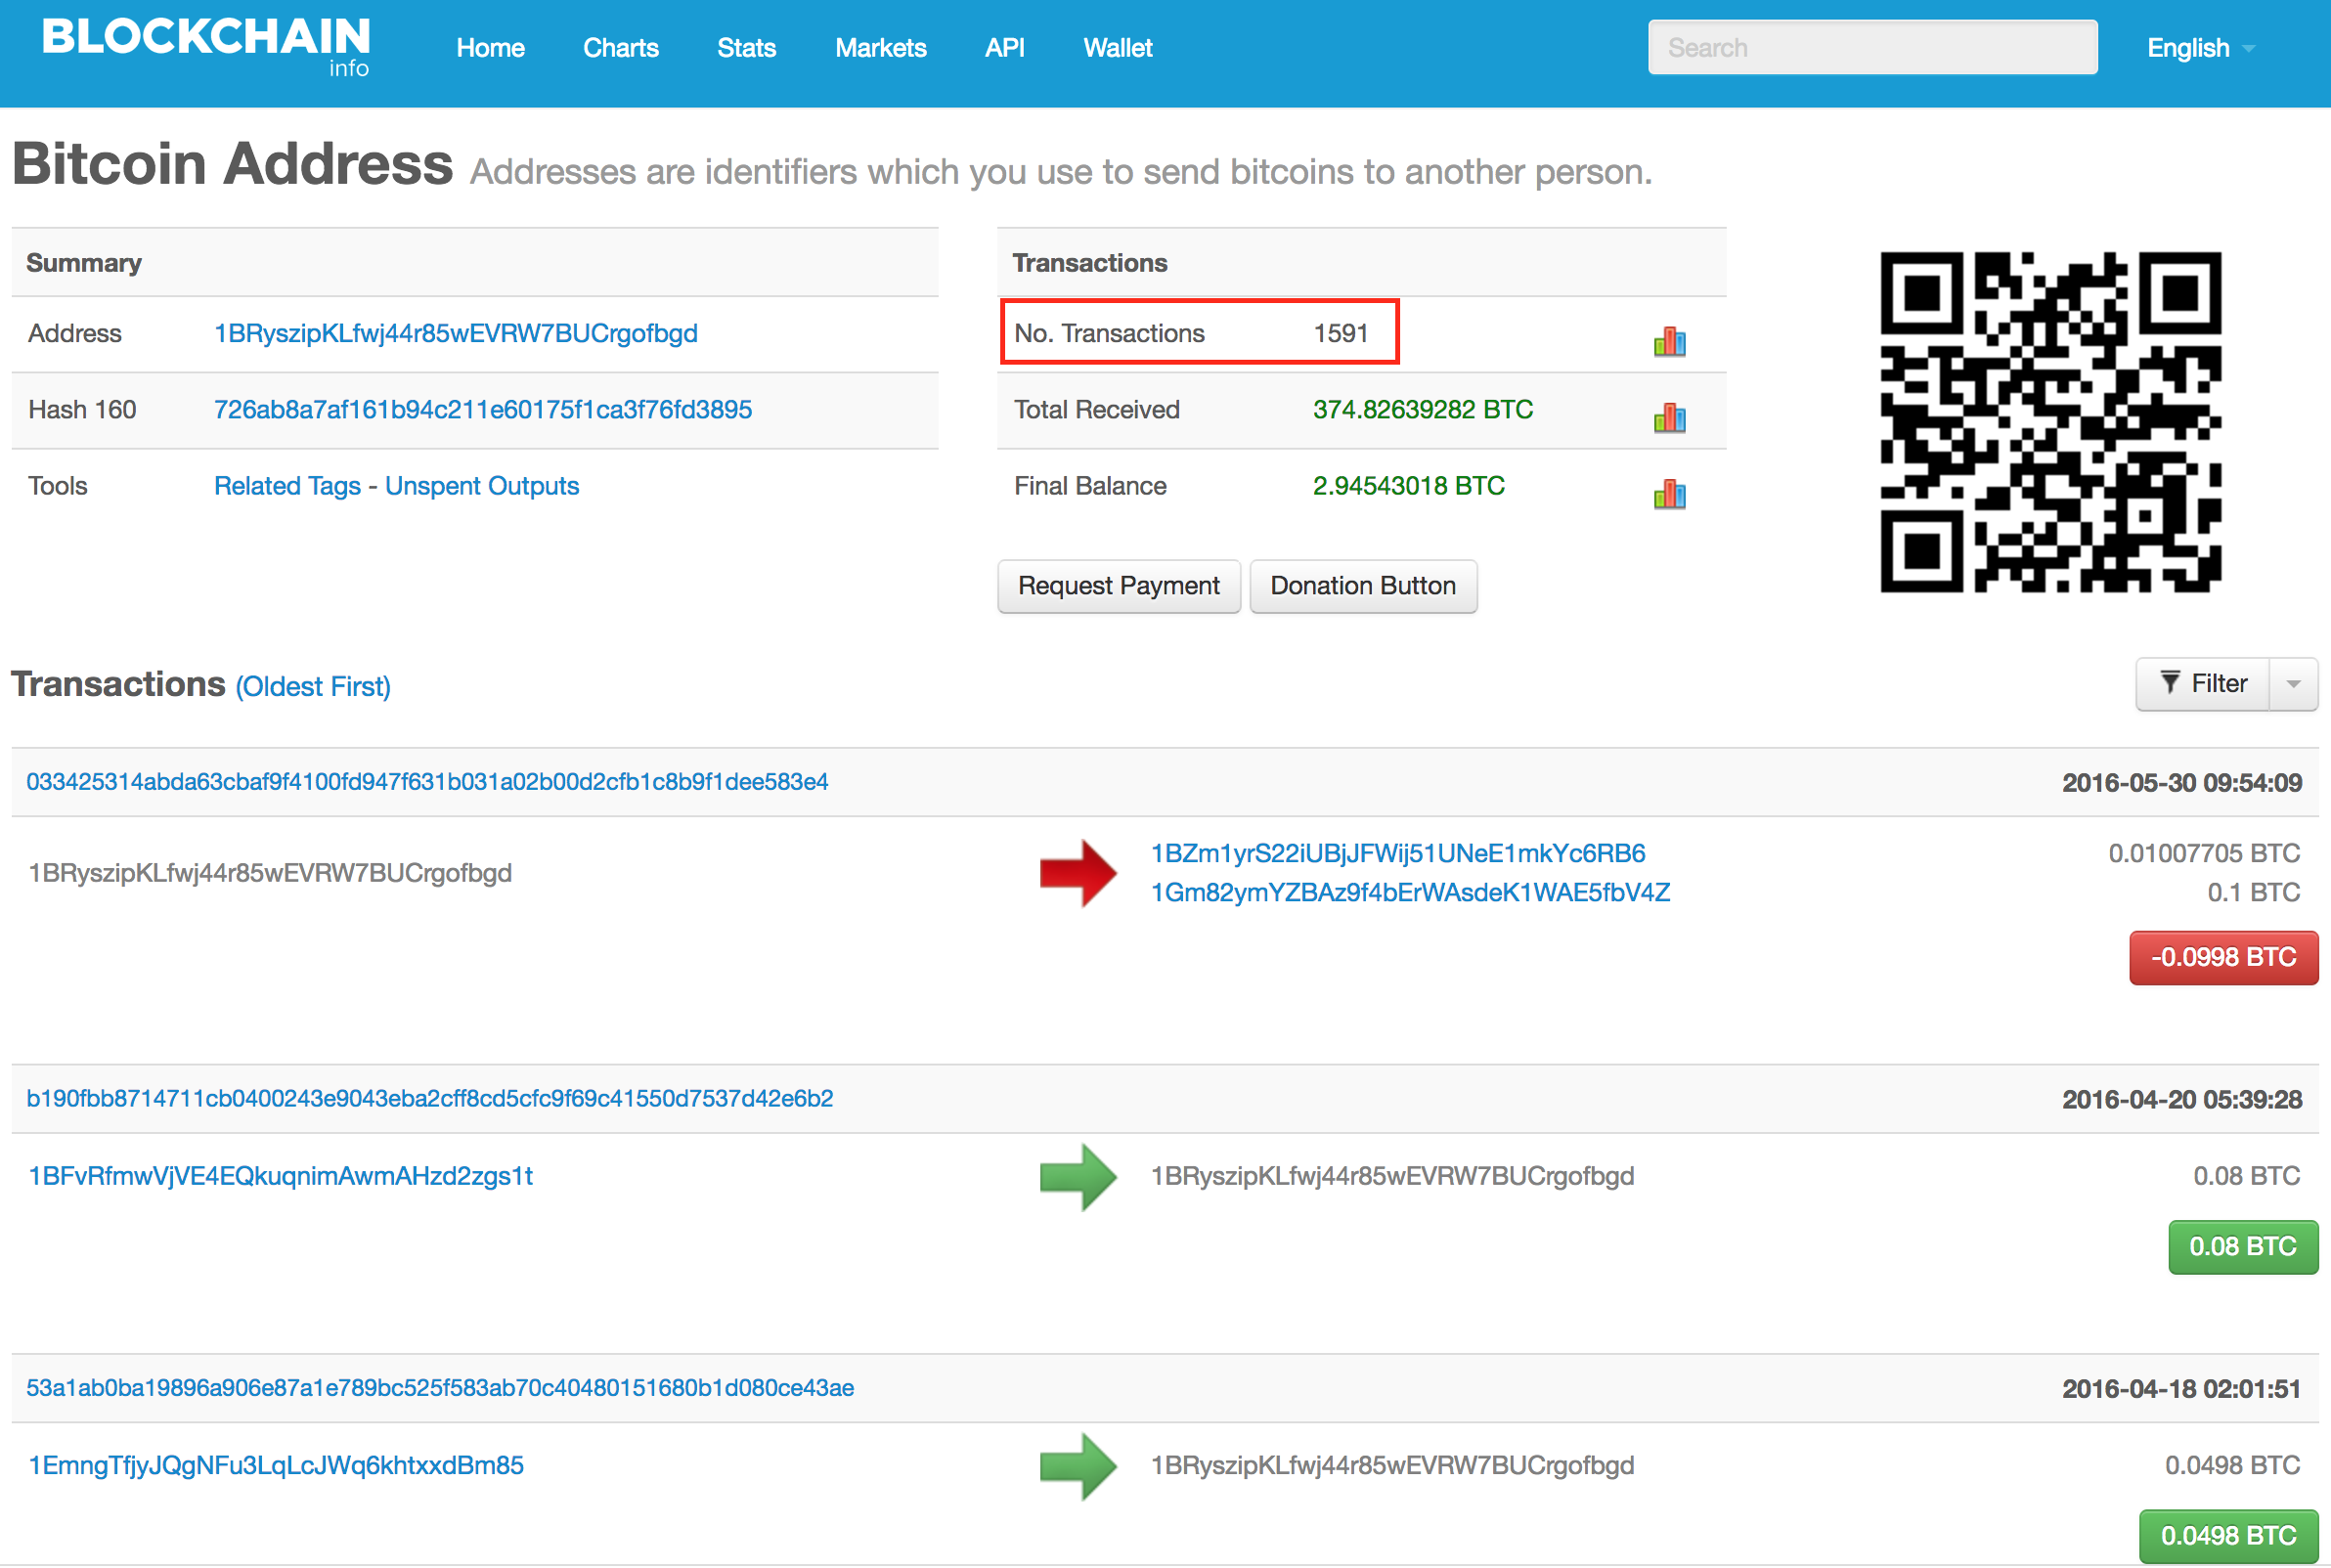 BLOCKCHAIN
info
Home Charts Stats Markets API Wallet
Search
English
Bitcoin Address Addresses are identifiers which you use to send bitcoins to another person.
Summary
Address 1BRyszipKLfwj44r85wEVRW7BUCrgofbgd
Hash 160 726ab8a7af161b94c211e60175f1ca3f76fd3895
Tools Related Tags - Unspent Outputs
Transactions
No. Transactions 1591
Total Received 374.82639282 BTC
Final Balance 2.94543018 BTC
Request Payment Donation Button
Transactions (Oldest First)
Filter
033425314abda63cbaf9f4100fd947f631b031a02b00d2cfb1c8b9f1dee583e4 2016-05-30 09:54:09
1BRyszipKLfwj44r85wEVRW7BUCrgofbgd
1BZm1yrS22iUBjJFWij51UNeE1mkYc6RB6 0.01007705 BTC
1Gm82ymYZBAz9f4bErWAsdeK1WAE5fbV4Z 0.1 BTC
-0.0998 BTC
b190fbb8714711cb0400243e9043eba2cff8cd5cfc9f69c41550d7537d42e6b2 2016-04-20 05:39:28
1BFvRfmwVjVE4EQkuqnimAwmAHzd2zgs1t 1BRyszipKLfwj44r85wEVRW7BUCrgofbgd 0.08 BTC
0.08 BTC
53a1ab0ba19896a906e87a1e789bc525f583ab70c40480151680b1d080ce43ae 2016-04-18 02:01:51
1EmngTfjyJQgNFu3LqLcJWq6khtxxdBm85 1BRyszipKLfwj44r85wEVRW7BUCrgofbgd 0.0498 BTC
0.0498 BTC